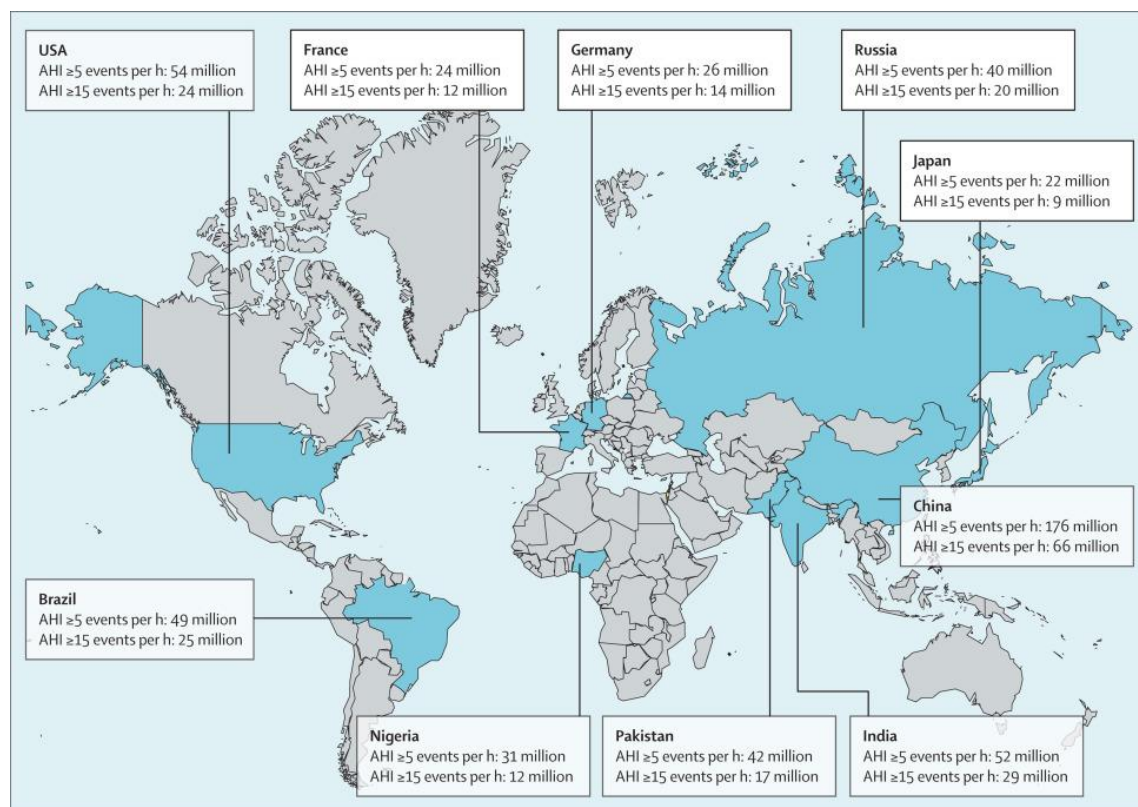 USA
AHI ≥5 events per h: 54 million
AHI ≥15 events per h: 24 million
France
AHI ≥5 events per h: 24 million
AHI ≥15 events per h: 12 million
Germany
AHI ≥5 events per h: 26 million
AHI ≥15 events per h: 14 million
Russia
AHI ≥5 events per h: 40 million
AHI ≥15 events per h: 20 million
Japan
AHI ≥5 events per h: 22 million
AHI ≥15 events per h: 9 million
China
AHI ≥5 events per h: 176 million
AHI ≥15 events per h: 66 million
Brazil
AHI ≥5 events per h: 49 million
AHI ≥15 events per h: 25 million
Nigeria
AHI ≥5 events per h: 31 million
AHI ≥15 events per h: 12 million
Pakistan
AHI ≥5 events per h: 42 million
AHI ≥15 events per h: 17 million
India
AHI ≥5 events per h: 52 million
AHI ≥15 events per h: 29 million